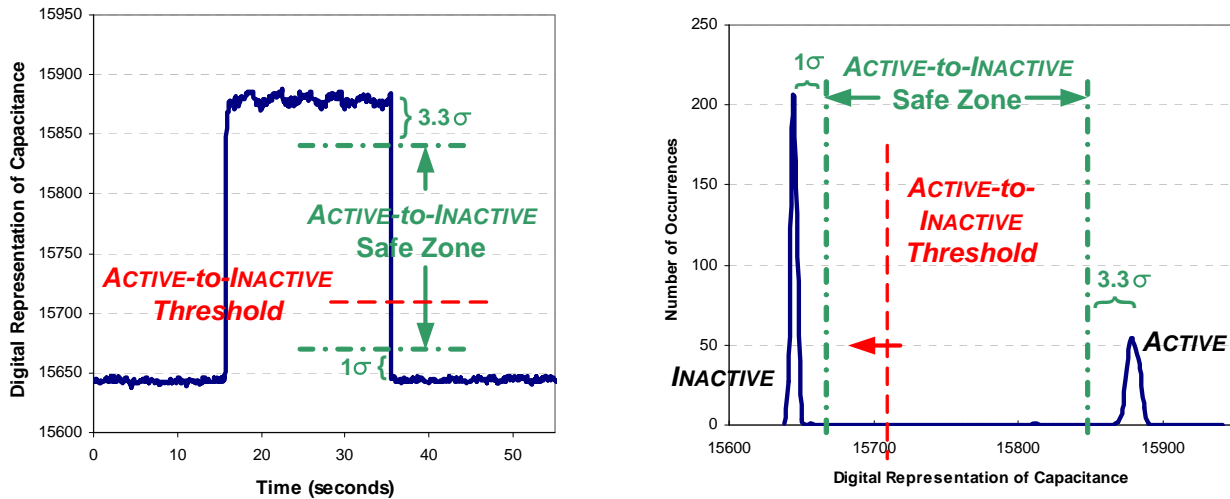 Digital Representation of Capacitance
15950
15900
15850
15800
15750
15700
15650
15600
0
10
20
30
40
50
Time (seconds)
3.3 σ
ACTIVE-to-INACTIVE
Safe Zone
ACTIVE-to-INACTIVE
Threshold
1σ
Number of Occurrences
250
200
150
100
50
0
15600
15700
15800
15900
Digital Representation of Capacitance
1σ
ACTIVE-to-INACTIVE
Safe Zone
ACTIVE-to-
INACTIVE
Threshold
3.3 σ
INACTIVE
ACTIVE